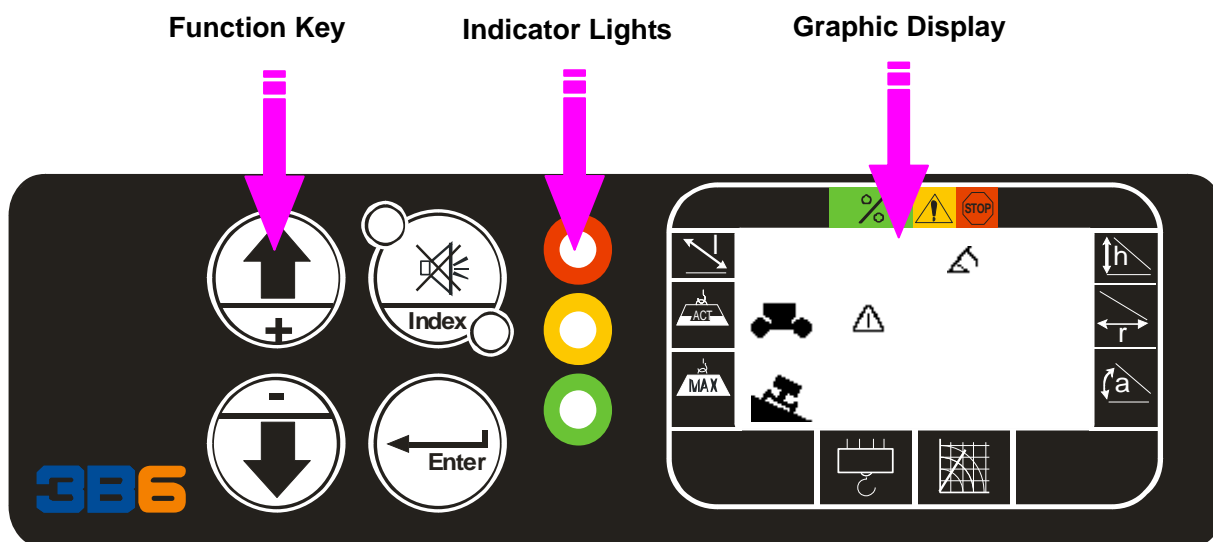 Function Key
Indicator Lights
Graphic Display
%
STOP
l
h
Index
+
ACT
r
MAX
a
-
Enter
3B6